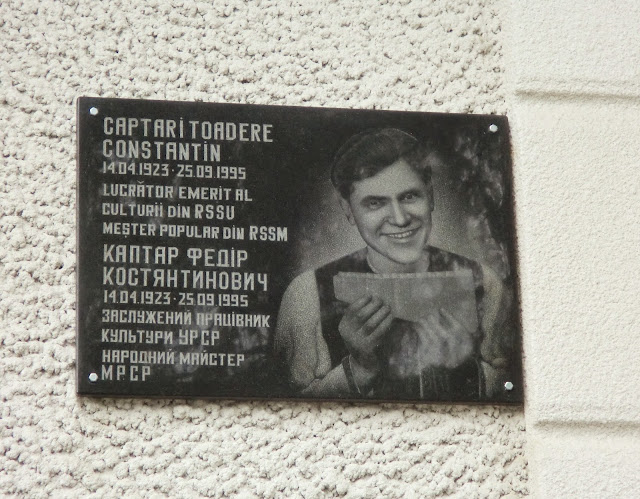 CAPTARI TOADERE
CONSTANTIN
14.04.1923 · 25.09.1995
LUCRĂTOR EMERIT AL
CULTURII DIN RSSU
MEȘTER POPULAR DIN RSSM
КАПТАР ФЕДІР
КОСТЯНТИНОВИЧ
14.04.1923 · 25.09.1995
ЗАСЛУЖЕНИЙ ПРАЦІВНИК
КУЛЬТУРИ УРСР
НАРОДНИЙ МАЙСТЕР
МРСР